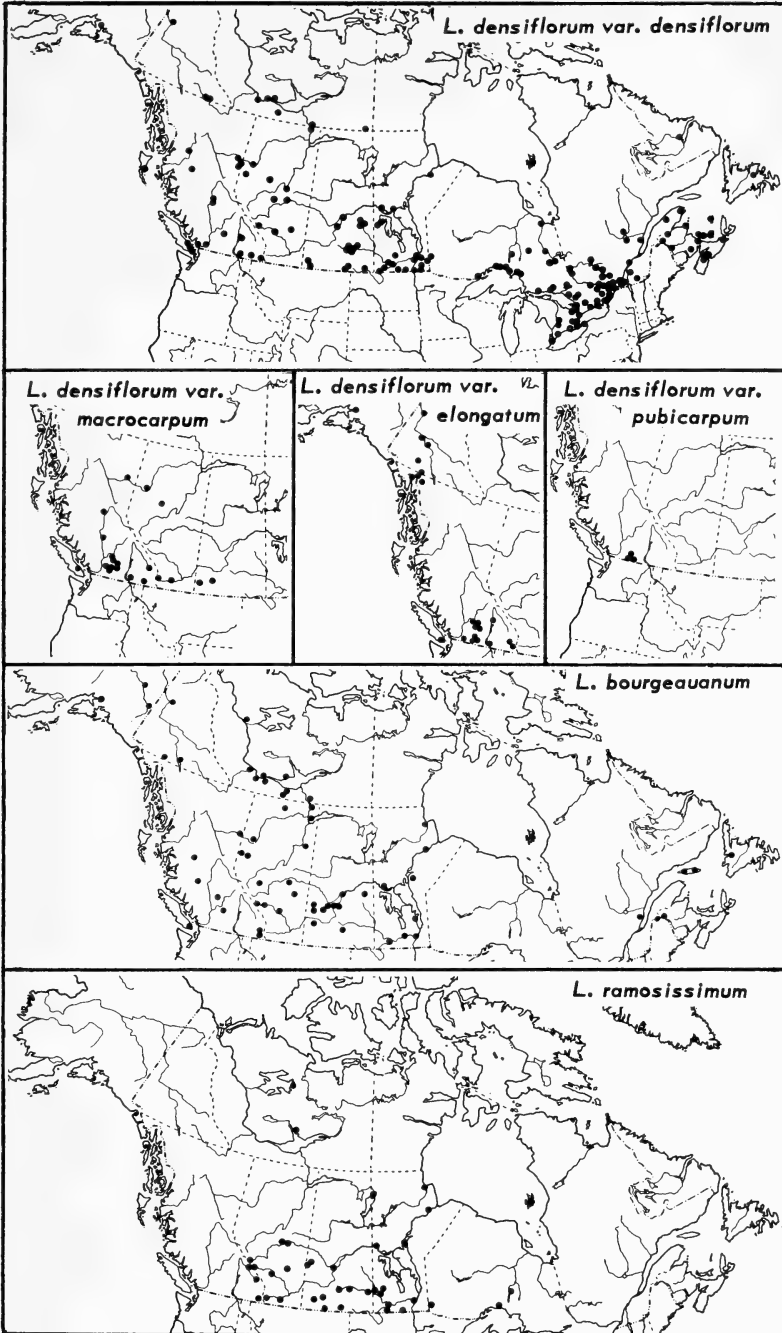 L. densiflorum var. densiflorum
L. densiflorum var.
macrocarpum
L. densiflorum var.
elongatum
L. densiflorum var.
pubicarpum
L. bourgeauanum
L. ramosissimum